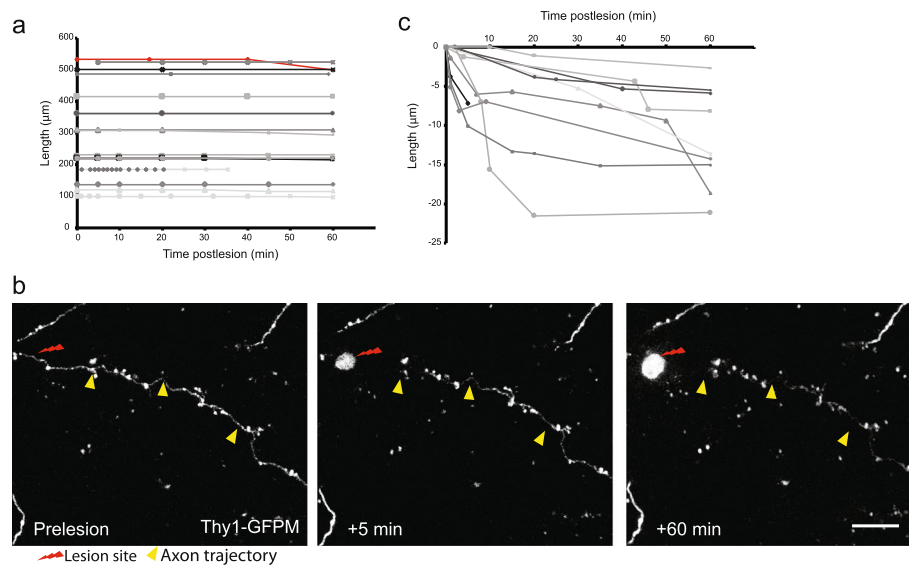 a
600
500
400
300
200
100
0
Length (µm)
0
10
20
30
40
50
60
Time postlesion (min)
c
Time postlesion (min)
0
10
20
30
40
50
60
0
-5
-10
-15
-20
-25
Length (µm)
b
Prelesion
Thy1-GFPM
+5 min
+60 min
Lesion site
Axon trajectory